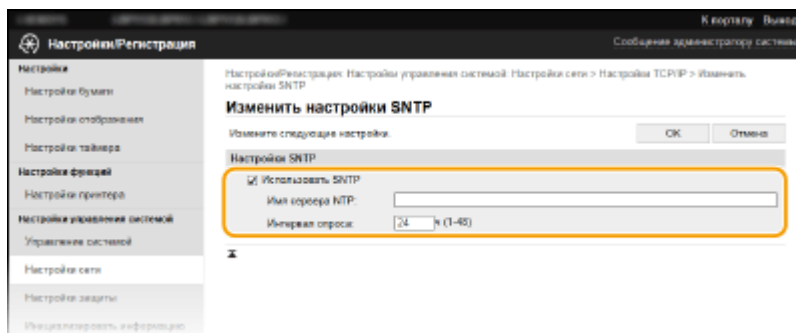 К порталу Выход
Настройки/Регистрация
Сообщение администратору системы
Настройки
Настройки бумаги
Настройки отображения
Настройки таймера
Настройки функций
Настройки принтера
Настройки управления системой
Управление системой
Настройки сети
Настройки защиты
Инициализировать информацию
Настройки/Регистрация: Настройки управления системой: Настройки сети > Настройки TCP/IP > Изменить
настройки SNTP
Изменить настройки SNTP
Измените следующие настройки.
OK Отмена
Настройки SNTP
Использовать SNTP
Имя сервера NTP:
Интервал опроса: 24 ч (1-48)